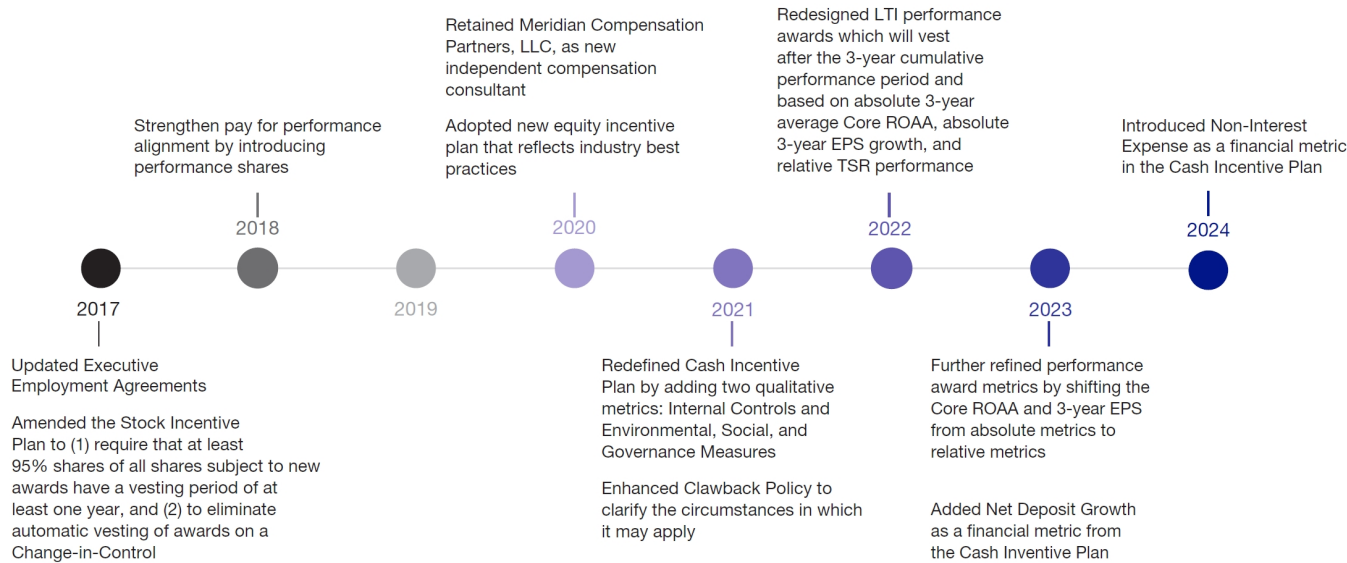 Retained Meridian Compensation
Partners, LLC, as new
independent compensation
consultant
Adopted new equity incentive
plan that reflects industry best
practices
Redesigned LTI performance
awards which will vest
after the 3-year cumulative
performance period and
based on absolute 3-year
average Core ROAA, absolute
3-year EPS growth, and
relative TSR performance
Strengthen pay for performance
alignment by introducing
performance shares
Introduced Non-Interest
Expense as a financial metric
in the Cash Incentive Plan
2018
2020
2022
2024
2017
2019
2021
2023
Updated Executive
Employment Agreements
Amended the Stock Incentive
Plan to (1) require that at least
95% shares of all shares subject to new
awards have a vesting period of at
least one year, and (2) to eliminate
automatic vesting of awards on a
Change-in-Control
Redefined Cash Incentive
Plan by adding two qualitative
metrics: Internal Controls and
Environmental, Social, and
Governance Measures
Enhanced Clawback Policy to
clarify the circumstances in which
it may apply
Further refined performance
award metrics by shifting the
Core ROAA and 3-year EPS
from absolute metrics to
relative metrics
Added Net Deposit Growth
as a financial metric from
the Cash Inventive Plan